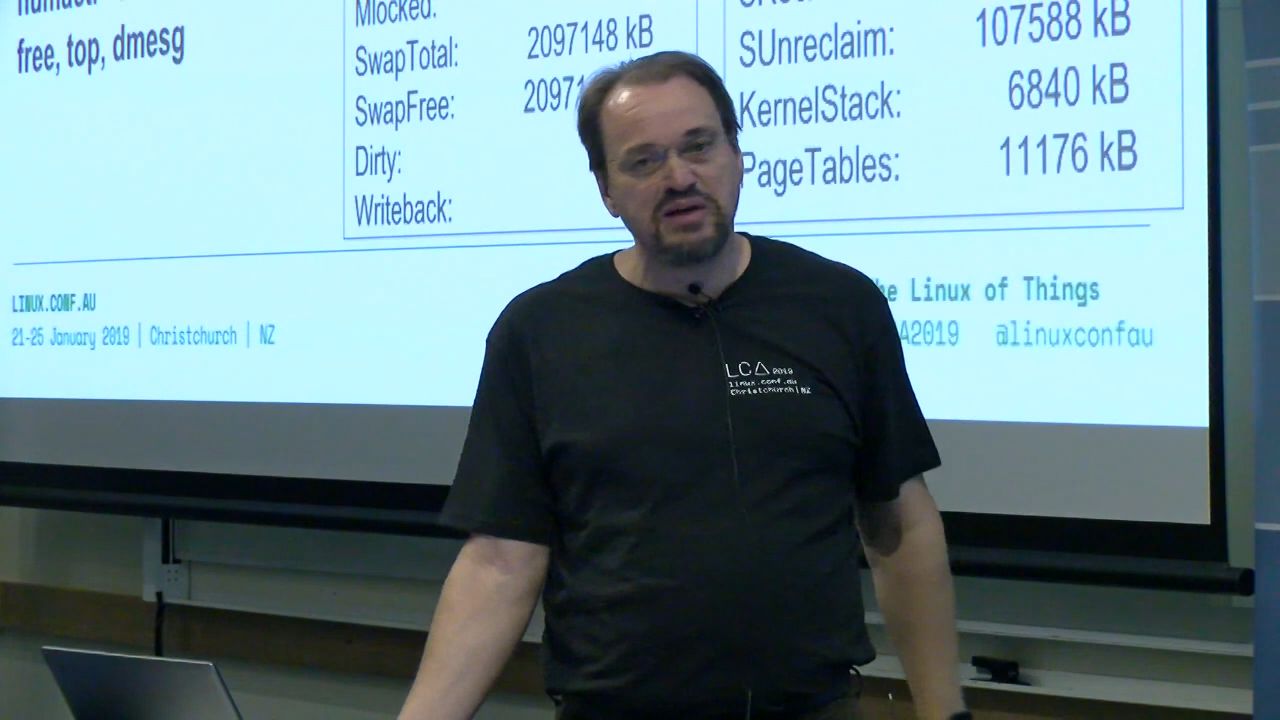 free, top, dmesg
Mlocked:
SwapTotal: 2097148 kB
SwapFree:
Dirty:
Writeback:
107588 kB
SUnreclaim:
KernelStack: 6840 kB
PageTables: 11176 kB
LINUX.CONF.AU
21-25 January 2019 | Christchurch | NZ
Linux of Things
@linuxconfau
LCA 2019
linux.conf.au
Christchurch | NZ